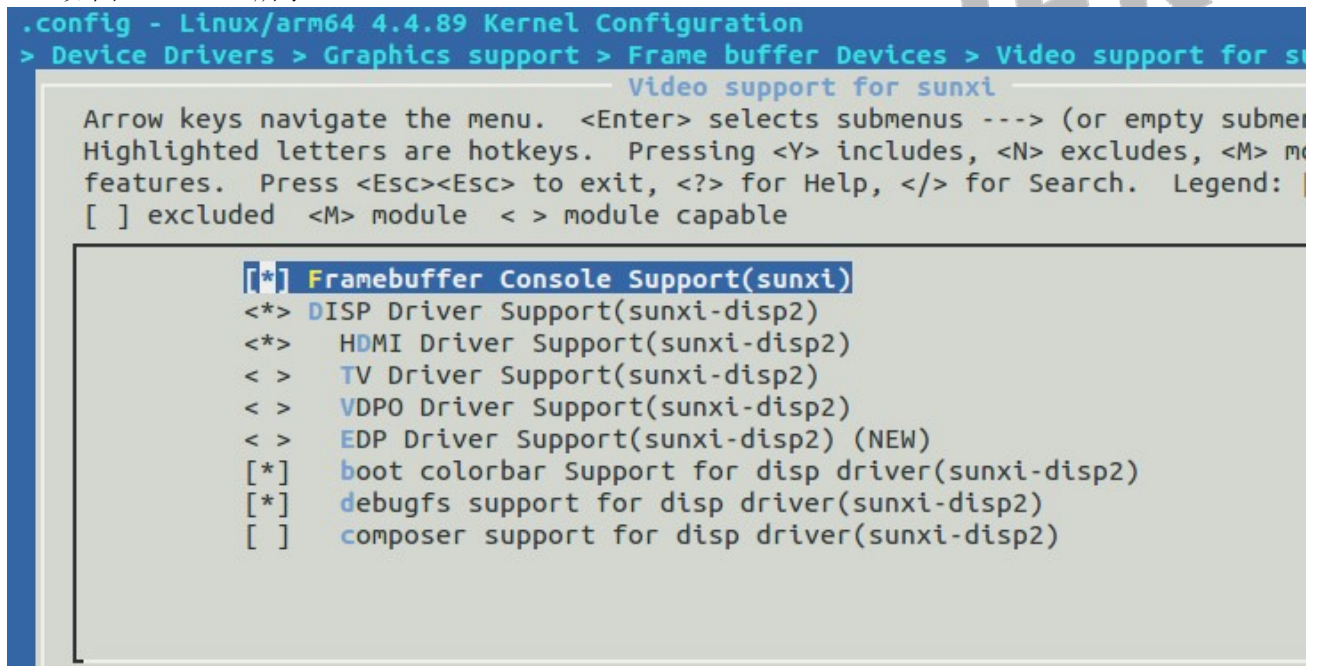 .config - Linux/arm64 4.4.89 Kernel Configuration
> Device Drivers > Graphics support > Frame buffer Devices > Video support for
Video support for sunxi
Arrow keys navigate the menu.  <Enter> selects submenus ---> (or empty
Highlighted letters are hotkeys.  Pressing <Y> includes, <N> excludes, <M>
features.  Press <Esc><Esc> to exit, <?> for Help, </> for Search.  Legend: [
[ ] excluded  <M> module  < > module capable
[*] Framebuffer Console Support(sunxi)
<*> DISP Driver Support(sunxi-disp2)
<*>   HDMI Driver Support(sunxi-disp2)
< >   TV Driver Support(sunxi-disp2)
< >   VDPO Driver Support(sunxi-disp2)
< >   EDP Driver Support(sunxi-disp2) (NEW)
[*]   boot colorbar Support for disp driver(sunxi-disp2)
[*]   debugfs support for disp driver(sunxi-disp2)
[ ]   composer support for disp driver(sunxi-disp2)